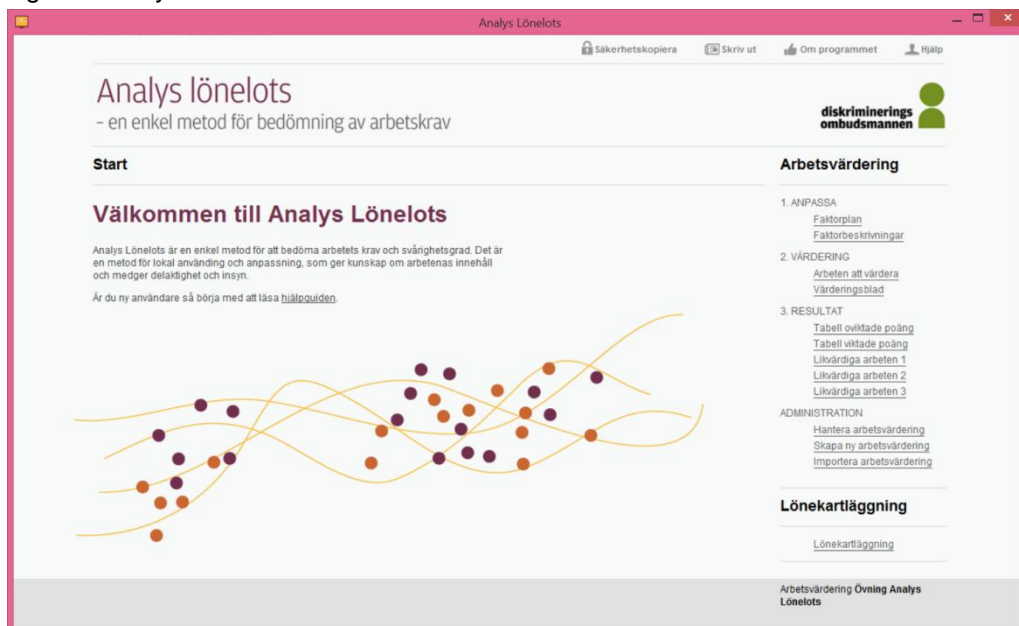 Analys Lönelots
Säkerhetskopiera Skriv ut Om programmet Hjälp
Analys lönelots
– en enkel metod för bedömning av arbetskrav
diskriminerings
ombudsmannen
Start
Välkommen till Analys Lönelots
Analys Lönelots är en enkel metod för att bedöma arbetets krav och svårighetsgrad. Det är
en metod för lokal använding och anpassning, som ger kunskap om arbetenas innehåll
och medger delaktighet och insyn.
Är du ny användare så börja med att läsa hjälpguiden.
Arbetsvärdering
1. ANPASSA
Faktorplan
Faktorbeskrivningar
2. VÄRDERING
Arbeten att värdera
Värderingsblad
3. RESULTAT
Tabell oviktade poäng
Tabell viktade poäng
Likvärdiga arbeten 1
Likvärdiga arbeten 2
Likvärdiga arbeten 3
ADMINISTRATION
Hantera arbetsvärdering
Skapa ny arbetsvärdering
Importera arbetsvärdering
Lönekartläggning
Lönekartläggning
Arbetsvärdering Övning Analys
Lönelots